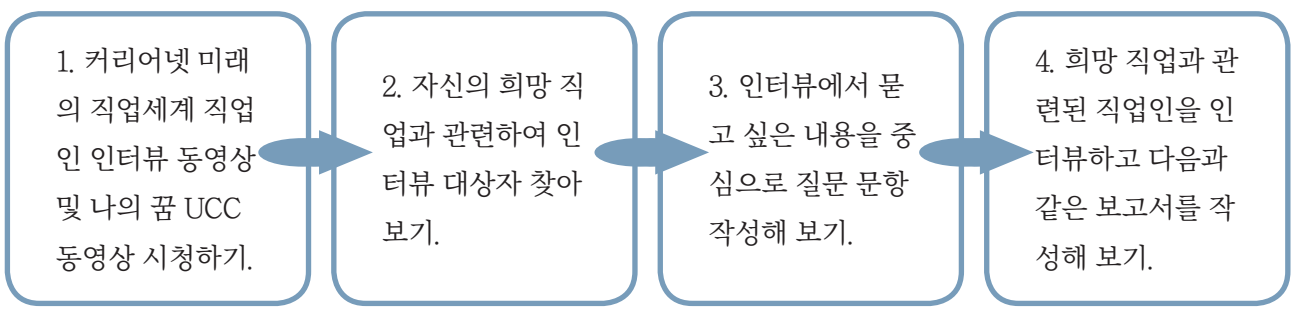 1. 커리어넷 미래
의 직업세계 직업
인 인터뷰 동영상
및 나의 꿈 UCC
동영상 시청하기.
2. 자신의 희망 직
업과 관련하여 인
터뷰 대상자 찾아
보기.
3. 인터뷰에서 묻
고 싶은 내용을 중
심으로 질문 문항
작성해 보기.
4. 희망 직업과 관
련된 직업인을 인
터뷰하고 다음과
같은 보고서를 작
성해 보기.